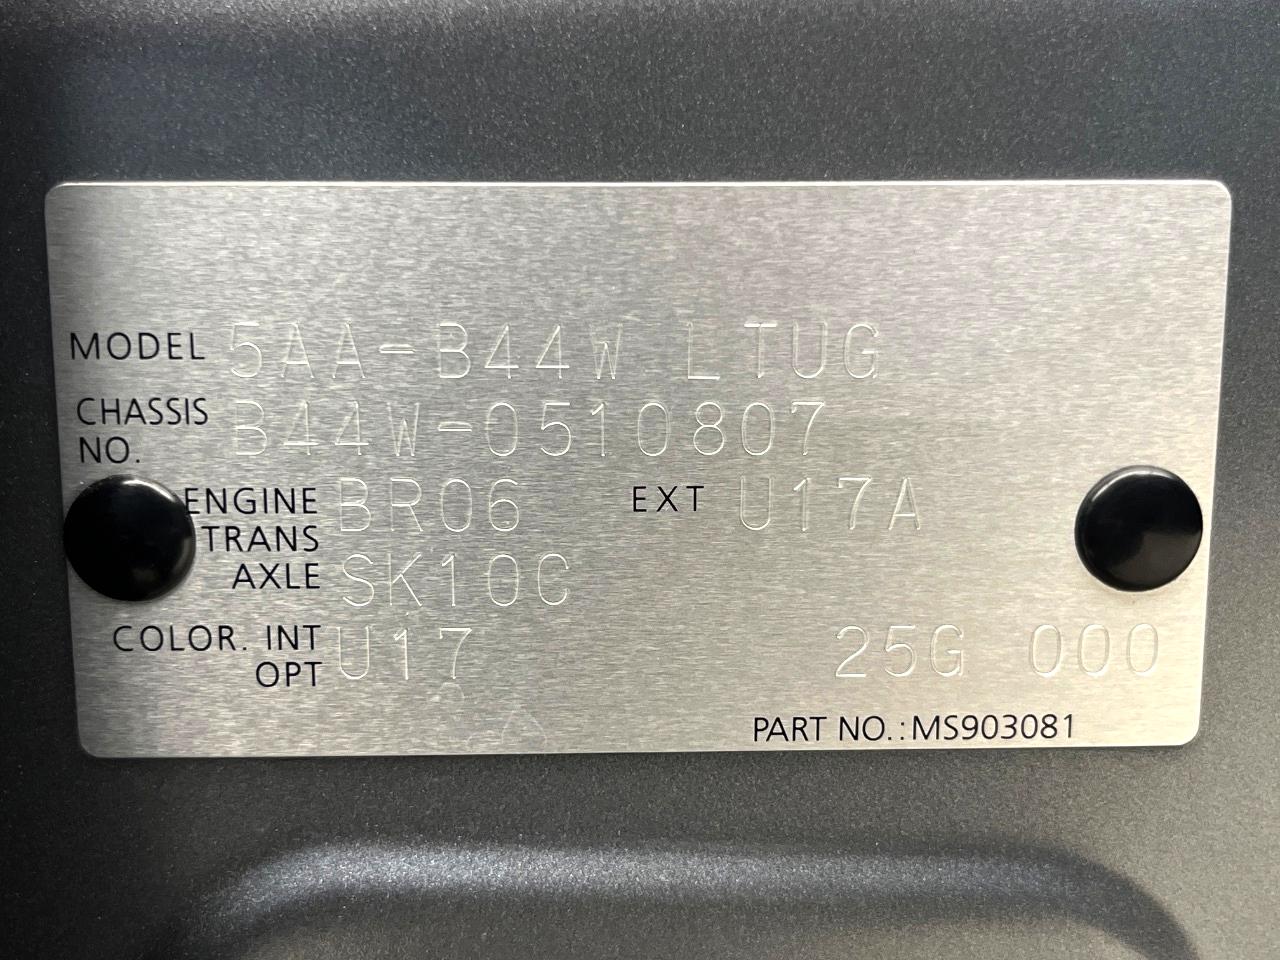 MODEL 5AA-B44W LTUG
CHASSIS NO. B44W-0510807
ENGINE BR06 EXT U17A
TRANS AXLE SK10C
COLOR. INT OPT U17 25G 000
PART NO.:MS903081